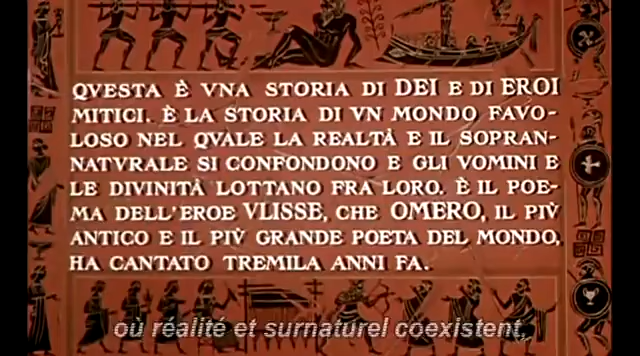 QVESTA È VNA STORIA DI DEI E DI EROI
MITICI. È LA STORIA DI VN MONDO FAVO-
LOSO NEL QVALE LA REALTÀ E IL SOPRAN-
NATVRALE SI CONFONDONO E GLI VOMINI E
LE DIVINITÀ LOTTANO FRA LORO. È IL POE-
MA DELL'EROE VLISSE, CHE OMERO, IL PIÙ
ANTICO E IL PIÙ GRANDE POETA DEL MONDO,
HA CANTATO TREMILA ANNI FA.
où réalité et surnaturel coexistent,